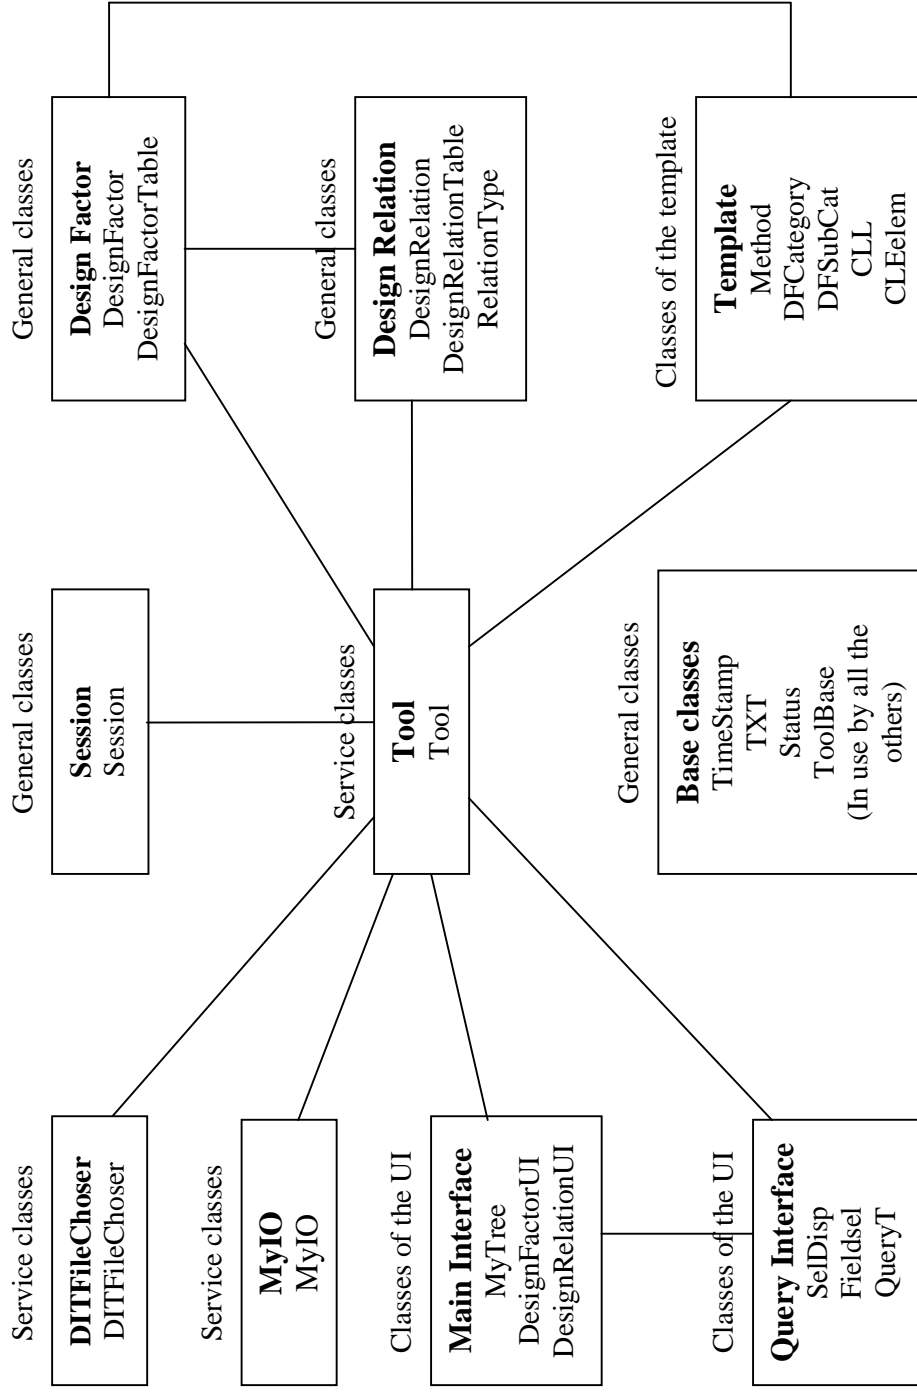 Service classes
DITFileChoser
DITFileChoser
General classes
Session
Session
General classes
Design Factor
DesignFactor
DesignFactorTable
Service classes
MyIO
MyIO
Service classes
Tool
Tool
General classes
Design Relation
DesignRelation
DesignRelationTable
RelationType
Classes of the UI
Main Interface
MyTree
DesignFactorUI
DesignRelationUI
Classes of the UI
Query Interface
SelDisp
Fieldsel
QueryT
General classes
Base classes
TimeStamp
TXT
Status
ToolBase
(In use by all the
others)
Classes of the template
Template
Method
DFCategory
DFSubCat
CLL
CLEelem